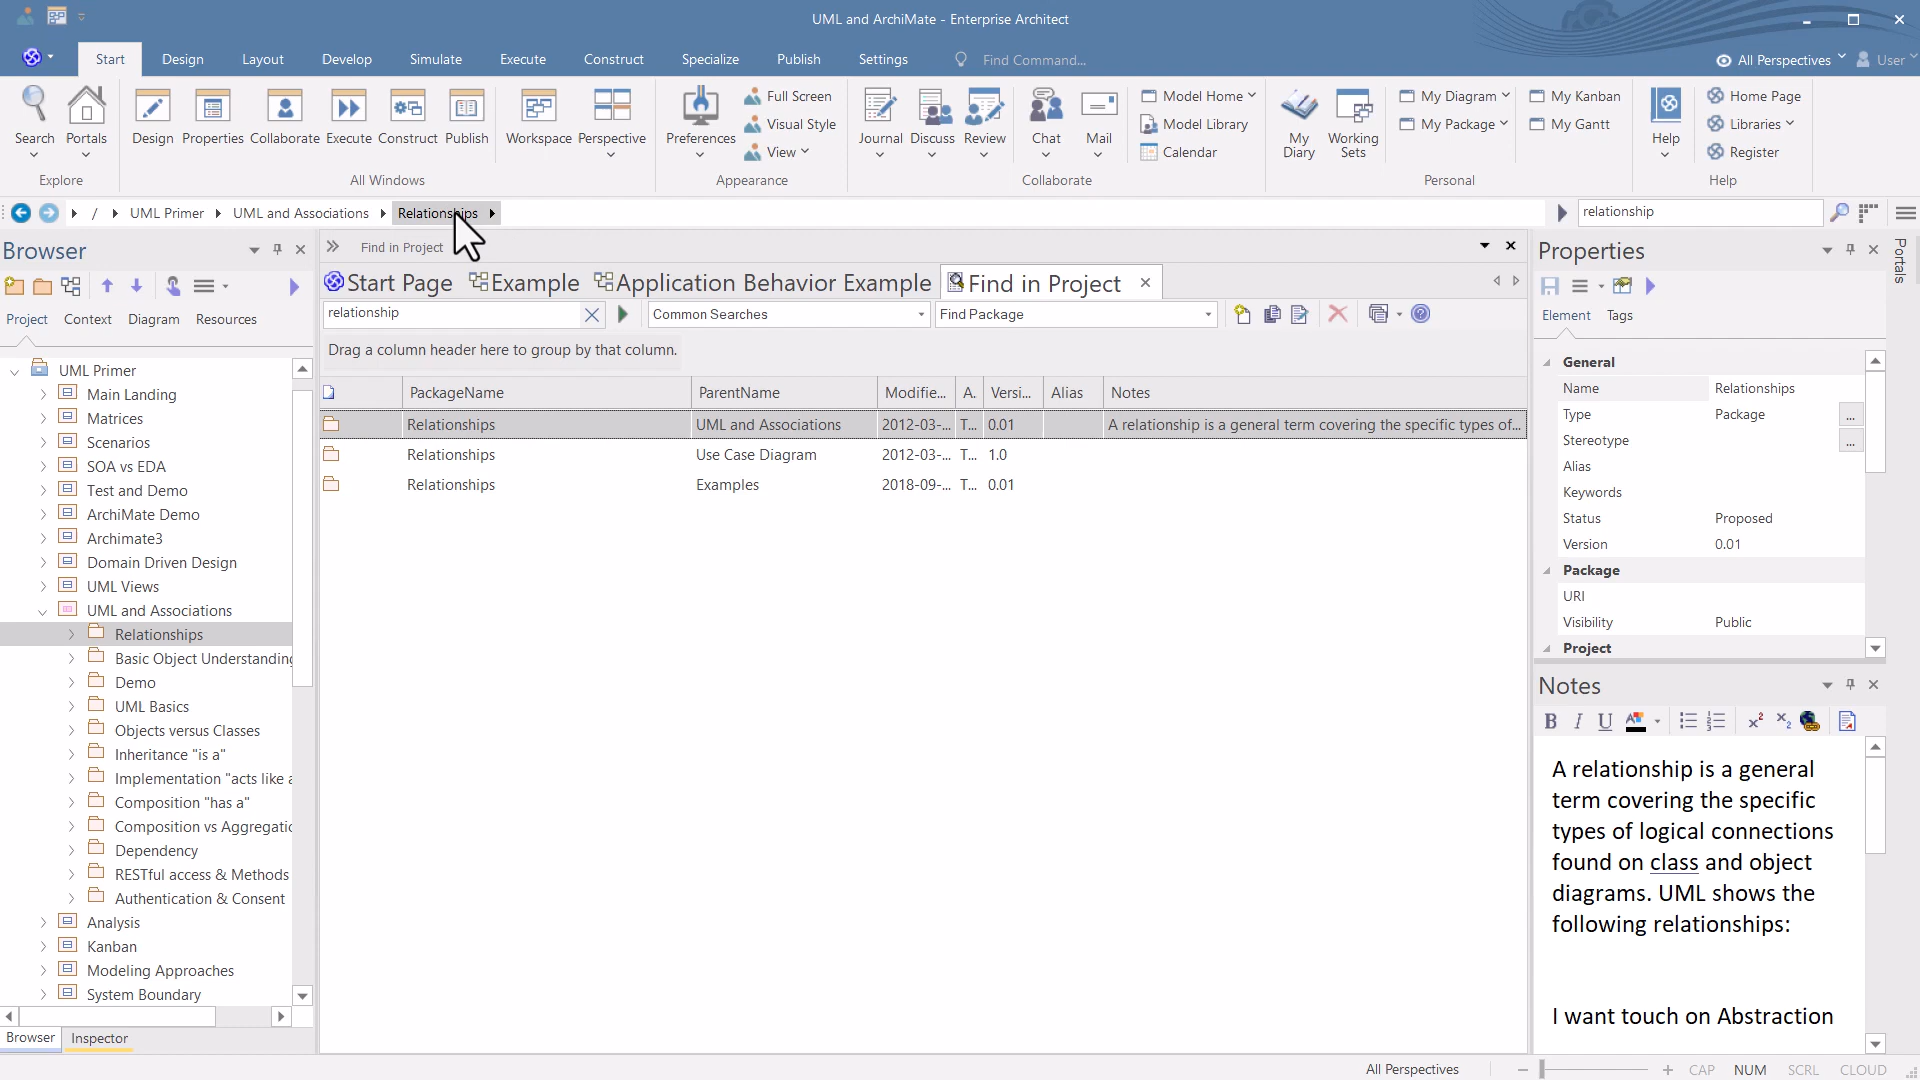 UML and ArchiMate - Enterprise Architect
Start Design Layout Develop Simulate Execute Construct Specialize Publish Settings Find Command... All Perspectives User
Search Portals Design Properties Collaborate Execute Construct Publish Workspace Perspective Preferences Full Screen Visual Style View Journal Discuss Review Chat Mail Model Home Model Library Calendar My Diary Working Sets My Diagram My Package My Kanban My Gantt Help Home Page Libraries Register
Explore All Windows Appearance Collaborate Personal Help
/ UML Primer UML and Associations Relationships relationship
Browser
Project Context Diagram Resources
UML Primer
Main Landing
Matrices
Scenarios
SOA vs EDA
Test and Demo
ArchiMate Demo
Archimate3
Domain Driven Design
UML Views
UML and Associations
Relationships
Basic Object Understanding
Demo
UML Basics
Objects versus Classes
Inheritance "is a"
Implementation "acts like a
Composition "has a"
Composition vs Aggregatio
Dependency
RESTful access & Methods
Authentication & Consent
Analysis
Kanban
Modeling Approaches
System Boundary
Browser Inspector
Find in Project
Start Page Example Application Behavior Example Find in Project
relationship Common Searches Find Package
Drag a column header here to group by that column.
PackageName ParentName Modifie... A. Versi... Alias Notes
Relationships UML and Associations 2012-03-... T... 0.01 A relationship is a general term covering the specific types of...
Relationships Use Case Diagram 2012-03-... T... 1.0
Relationships Examples 2018-09-... T... 0.01
Properties
Element Tags
General
Name Relationships
Type Package ...
Stereotype ...
Alias
Keywords
Status Proposed
Version 0.01
Package
URI
Visibility Public
Project
Portals
Notes
B I U A x² x₂
A relationship is a general
term covering the specific
types of logical connections
found on class and object
diagrams. UML shows the
following relationships:
I want touch on Abstraction
All Perspectives CAP NUM SCRL CLOUD